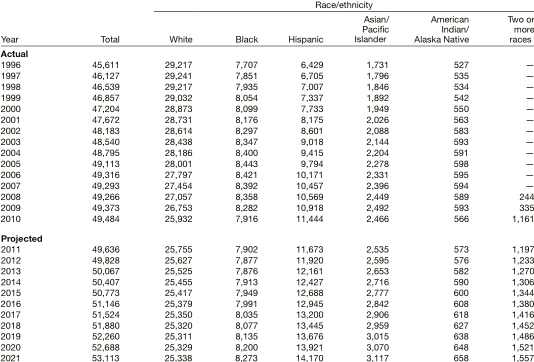 Race/ethnicity
Asian/ American Two or
Pacific Indian/ more
Year Total White Black Hispanic Islander Alaska Native races
Actual
1996 45,611 29,217 7,707 6,429 1,731 527 —
1997 46,127 29,241 7,851 6,705 1,796 535 —
1998 46,539 29,217 7,935 7,007 1,846 534 —
1999 46,857 29,032 8,054 7,337 1,892 542 —
2000 47,204 28,873 8,099 7,733 1,949 550 —
2001 47,672 28,731 8,176 8,175 2,026 563 —
2002 48,183 28,614 8,297 8,601 2,088 583 —
2003 48,540 28,438 8,347 9,018 2,144 593 —
2004 48,795 28,186 8,400 9,415 2,204 591 —
2005 49,113 28,001 8,443 9,794 2,278 598 —
2006 49,316 27,797 8,421 10,171 2,331 595 —
2007 49,293 27,454 8,392 10,457 2,396 594 —
2008 49,266 27,057 8,358 10,569 2,449 589 244
2009 49,373 26,753 8,282 10,918 2,492 593 335
2010 49,484 25,932 7,916 11,444 2,466 566 1,161
Projected
2011 49,636 25,755 7,902 11,673 2,535 573 1,197
2012 49,828 25,627 7,877 11,920 2,595 576 1,233
2013 50,067 25,525 7,876 12,161 2,653 582 1,270
2014 50,407 25,455 7,913 12,427 2,716 590 1,306
2015 50,773 25,417 7,949 12,688 2,777 600 1,344
2016 51,146 25,379 7,991 12,945 2,842 608 1,380
2017 51,524 25,350 8,035 13,200 2,906 618 1,416
2018 51,880 25,320 8,077 13,445 2,959 627 1,452
2019 52,260 25,311 8,135 13,676 3,015 638 1,486
2020 52,688 25,329 8,200 13,921 3,070 648 1,521
2021 53,113 25,338 8,273 14,170 3,117 658 1,557